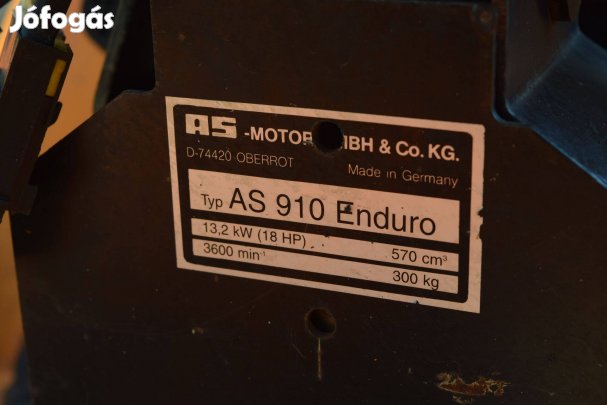 Jófogás
AS -MOTOR GMBH & Co. KG.
D-74420 OBERROT
Made in Germany
Typ AS 910 Enduro
13,2 kW (18 HP) 570 cm³
3600 min⁻¹ 300 kg